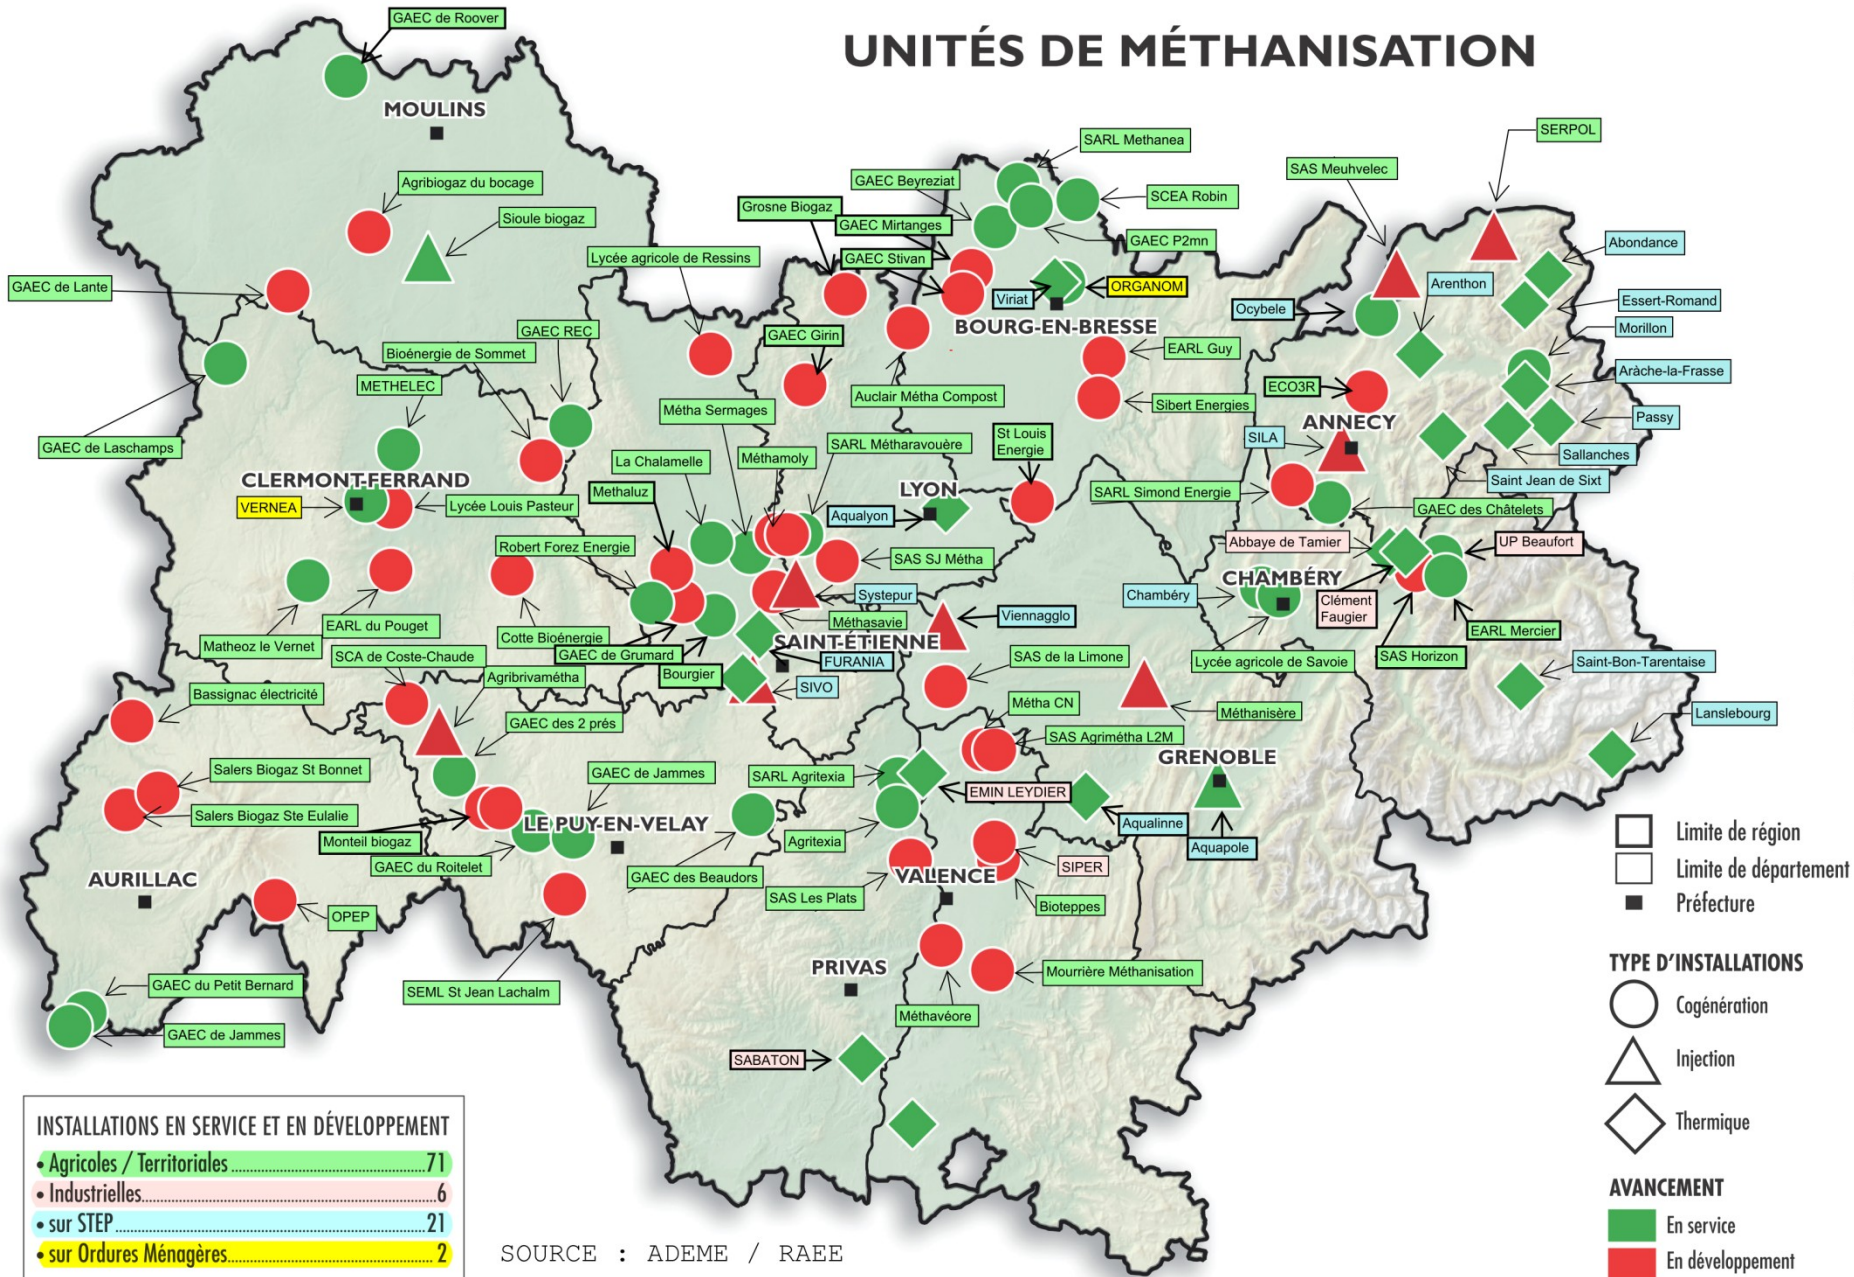 UNITÉS DE MÉTHANISATION
GAEC de Roover
MOULINS
Agribiogaz du bocage
Sioule biogaz
GAEC de Lante
GAEC de Laschamps
Lycée agricole de Ressins
GAEC REC
Bioénergie de Sommet
METHELEC
CLERMONT-FERRAND
VERNEA
Lycée Louis Pasteur
Matheoz le Vernet
EARL du Pouget
Cotte Bioénergie
Robert Forez Energie
Methaluz
La Chalamelle
Métha Sermages
Méthamoly
SARL Métharavouère
SARL Methanea
GAEC Beyreziat
SCEA Robin
Grosne Biogaz
GAEC Mirtanges
GAEC P2mn
GAEC Stivan
Viriat
ORGANOM
BOURG-EN-BRESSE
GAEC Girin
EARL Guy
Auclair Métha Compost
Sibert Energies
St Louis
Energie
LYON
Aqualyon
SAS SJ Métha
Systepur
Méthasavie
SAINT-ÉTIENNE
FURANIA
GAEC de Grumard
Bourgier
SIVO
Viennagglo
SAS de la Limone
Méthanisère
Métha CN
SAS Agrimétha L2M
SERPOL
SAS Meuhvelec
Abondance
Arenthon
Essert-Romand
Ocybele
Morillon
Aràche-la-Frasse
ECO3R
ANNECY
Passy
SILA
Sallanches
Saint Jean de Sixt
SARL Simond Energie
GAEC des Châtelets
Abbaye de Tamier
UP Beaufort
CHAMBÉRY
Chambéry
Clément
Faugier
EARL Mercier
Lycée agricole de Savoie
SAS Horizon
Saint-Bon-Tarentaise
Lanslebourg
GRENOBLE
Aquapole
Aqualinne
SCA de Coste-Chaude
Agribrivamétha
Bassignac électricité
GAEC des 2 prés
Salers Biogaz St Bonnet
GAEC de Jammes
SARL Agritexia
EMIN LEYDIER
Salers Biogaz Ste Eulalie
Monteil biogaz
LE PUY-EN-VELAY
GAEC du Roitelet
Agritexia
SIPER
AURILLAC
GAEC des Beaudors
SAS Les Plats
VALENCE
Bioteppes
OPEP
SEML St Jean Lachalm
PRIVAS
Mourrière Méthanisation
GAEC du Petit Bernard
Méthavéore
GAEC de Jammes
SABATON
Limite de région
Limite de département
Préfecture
TYPE D'INSTALLATIONS
Cogénération
Injection
Thermique
AVANCEMENT
En service
En développement
INSTALLATIONS EN SERVICE ET EN DÉVELOPPEMENT
• Agricoles / Territoriales 71
• Industrielles 6
• sur STEP 21
• sur Ordures Ménagères 2
SOURCE : ADEME / RAEE